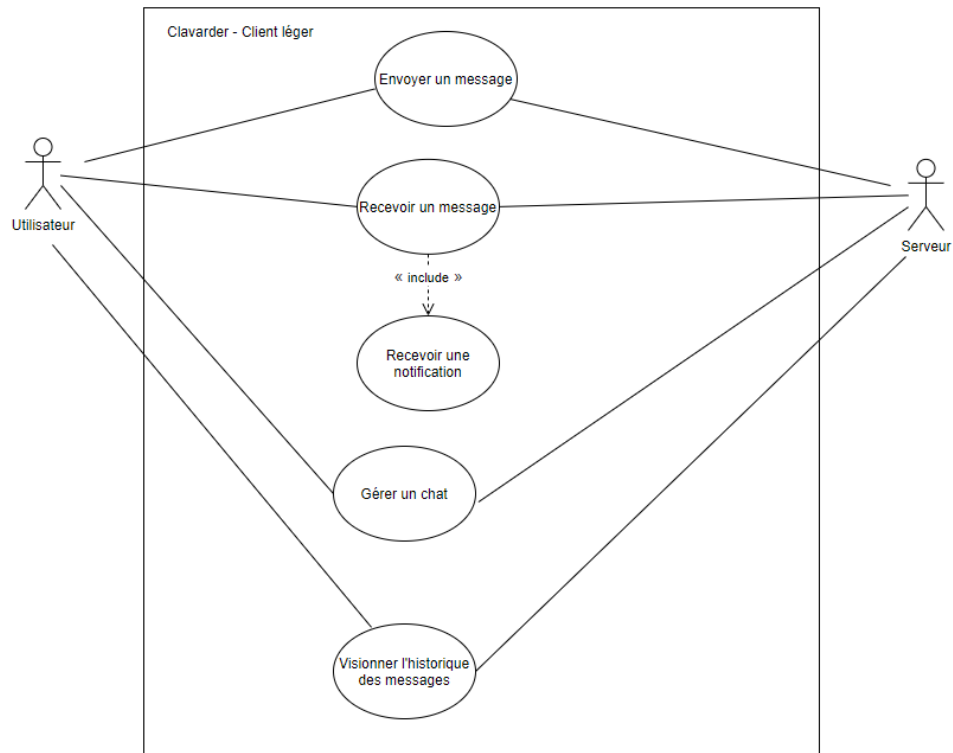 Clavarder - Client léger
Envoyer un message
Recevoir un message
Utilisateur
Serveur
« include »
Recevoir une
notification
Gérer un chat
Visionner l'historique
des messages